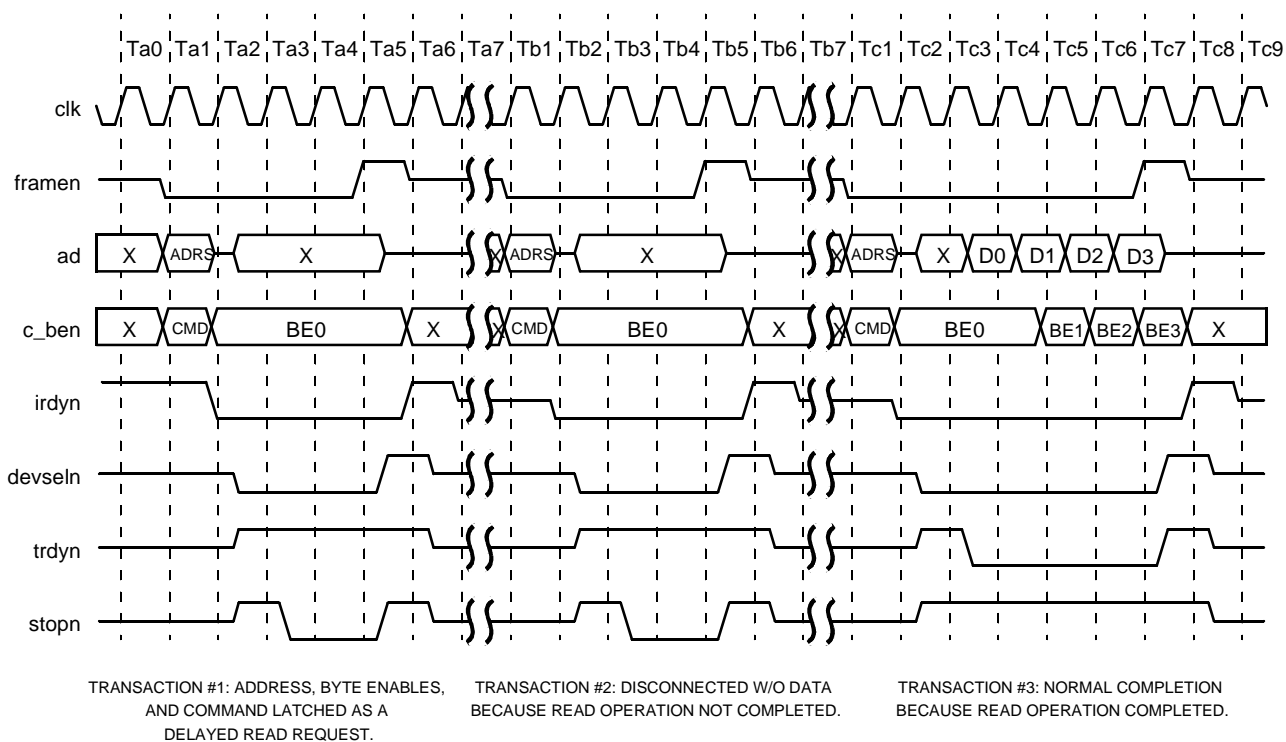 Ta0 Ta1 Ta2 Ta3 Ta4 Ta5 Ta6 Ta7 Tb1 Tb2 Tb3 Tb4 Tb5 Tb6 Tb7 Tc1 Tc2 Tc3 Tc4 Tc5 Tc6 Tc7 Tc8 Tc9
clk
framen
ad X ADRS X X ADRS X X ADRS X D0 D1 D2 D3
c_ben X CMD BE0 X X CMD BE0 X X CMD BE0 BE1 BE2 BE3 X
irdyn
devseln
trdyn
stopn
TRANSACTION #1: ADDRESS, BYTE ENABLES,
AND COMMAND LATCHED AS A
DELAYED READ REQUEST.
TRANSACTION #2: DISCONNECTED W/O DATA
BECAUSE READ OPERATION NOT COMPLETED.
TRANSACTION #3: NORMAL COMPLETION
BECAUSE READ OPERATION COMPLETED.